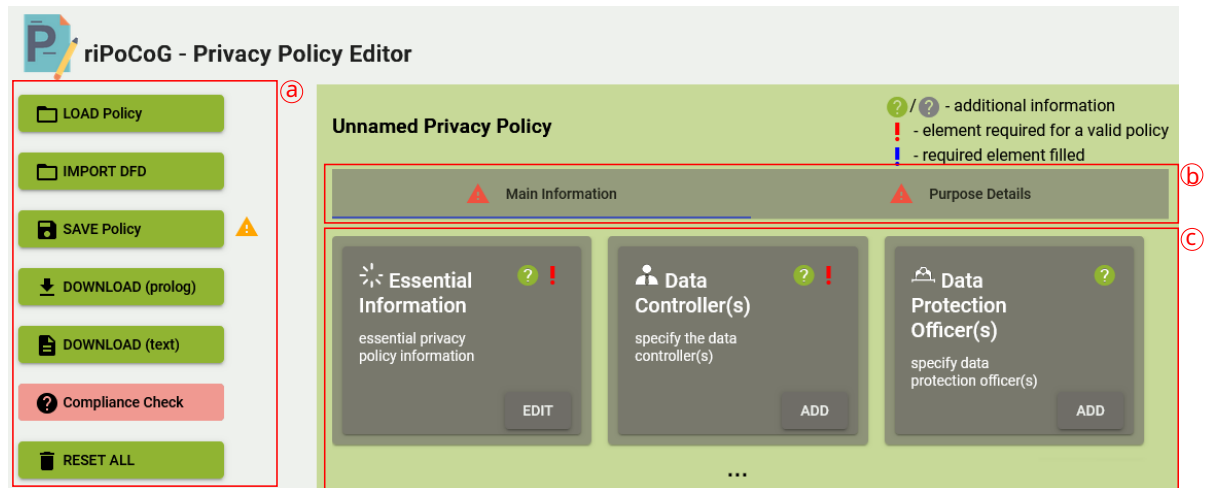 P riPoCoG - Privacy Policy Editor
ⓐ
LOAD Policy
IMPORT DFD
SAVE Policy
DOWNLOAD (prolog)
DOWNLOAD (text)
? Compliance Check
RESET ALL
Unnamed Privacy Policy
?/? - additional information
! - element required for a valid policy
! - required element filled
ⓑ
Main Information
Purpose Details
ⓒ
Essential ? !
Information
essential privacy
policy information
EDIT
Data ? !
Controller(s)
specify the data
controller(s)
ADD
Data ?
Protection
Officer(s)
specify data
protection officer(s)
ADD
...